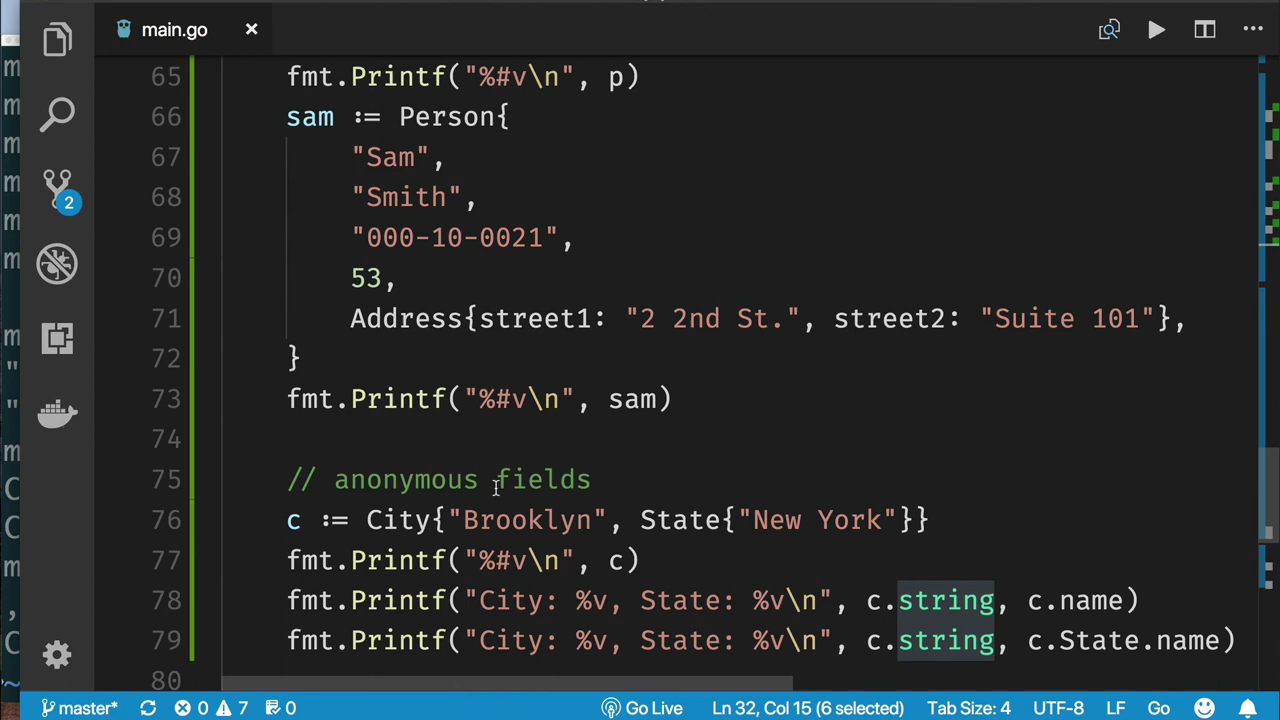 main.go
65 fmt.Printf("%#v\n", p)
66 sam := Person{
67 "Sam",
68 "Smith",
69 "000-10-0021",
70 53,
71 Address{street1: "2 2nd St.", street2: "Suite 101"},
72 }
73 fmt.Printf("%#v\n", sam)
74
75 // anonymous fields
76 c := City{"Brooklyn", State{"New York"}}
77 fmt.Printf("%#v\n", c)
78 fmt.Printf("City: %v, State: %v\n", c.string, c.name)
79 fmt.Printf("City: %v, State: %v\n", c.string, c.State.name)
80
2
master* 0 7 0 Go Live Ln 32, Col 15 (6 selected) Tab Size: 4 UTF-8 LF Go